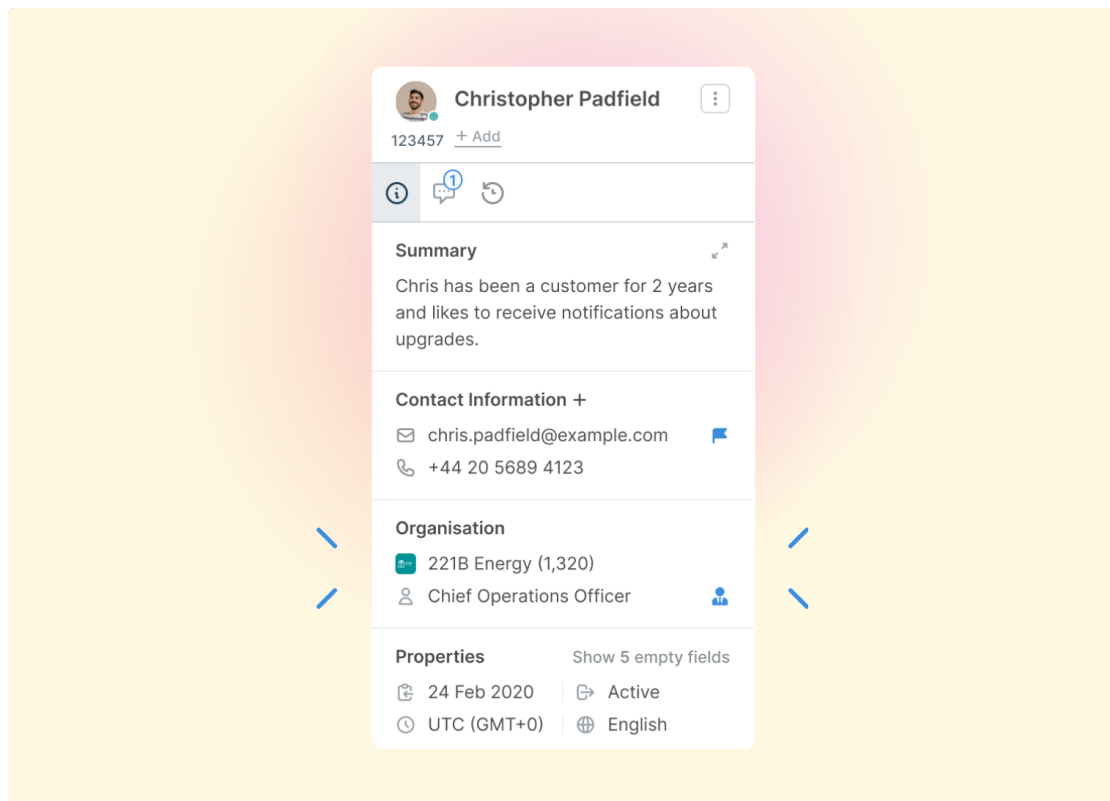 Christopher Padfield
123457 + Add
1
Summary
Chris has been a customer for 2 years
and likes to receive notifications about
upgrades.
Contact Information +
chris.padfield@example.com
+44 20 5689 4123
Organisation
221B Energy (1,320)
Chief Operations Officer
Properties Show 5 empty fields
24 Feb 2020 Active
UTC (GMT+0) English